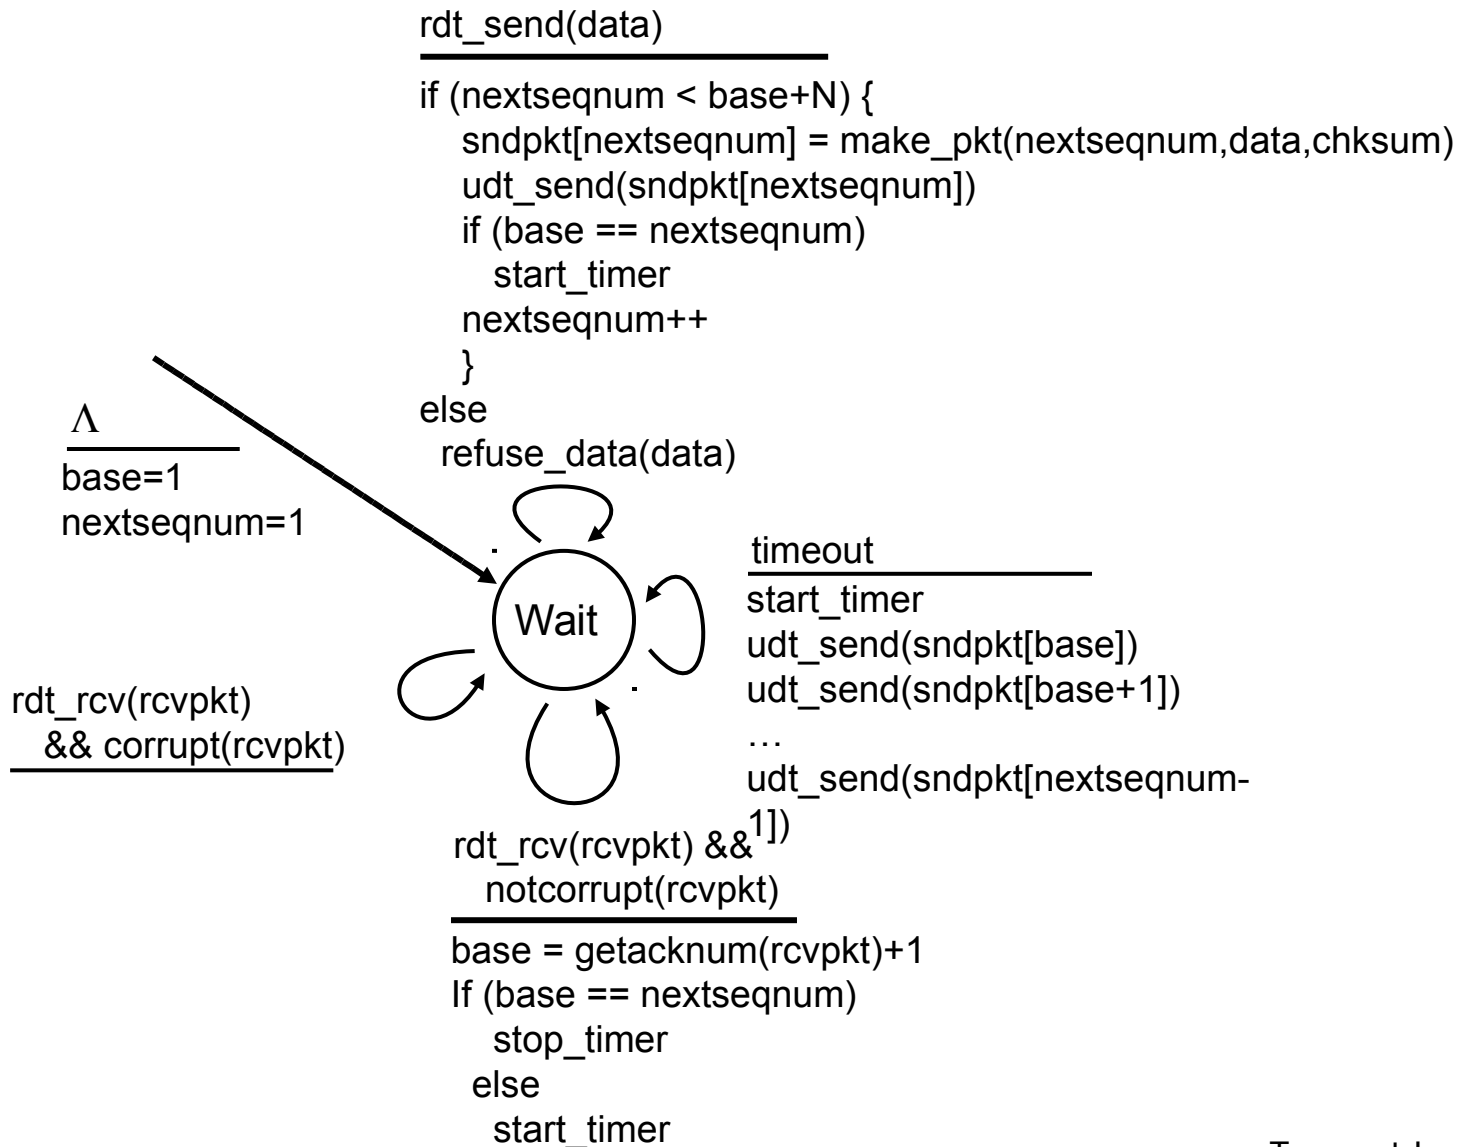 rdt_send(data)
if (nextseqnum < base+N) {
sndpkt[nextseqnum] = make_pkt(nextseqnum,data,chksum)
udt_send(sndpkt[nextseqnum])
if (base == nextseqnum)
start_timer
nextseqnum++
}
else
refuse_data(data)
Λ
base=1
nextseqnum=1
Wait
timeout
start_timer
udt_send(sndpkt[base])
udt_send(sndpkt[base+1])
…
udt_send(sndpkt[nextseqnum-
1])
rdt_rcv(rcvpkt)
&& corrupt(rcvpkt)
rdt_rcv(rcvpkt) &&
notcorrupt(rcvpkt)
base = getacknum(rcvpkt)+1
If (base == nextseqnum)
stop_timer
else
start_timer